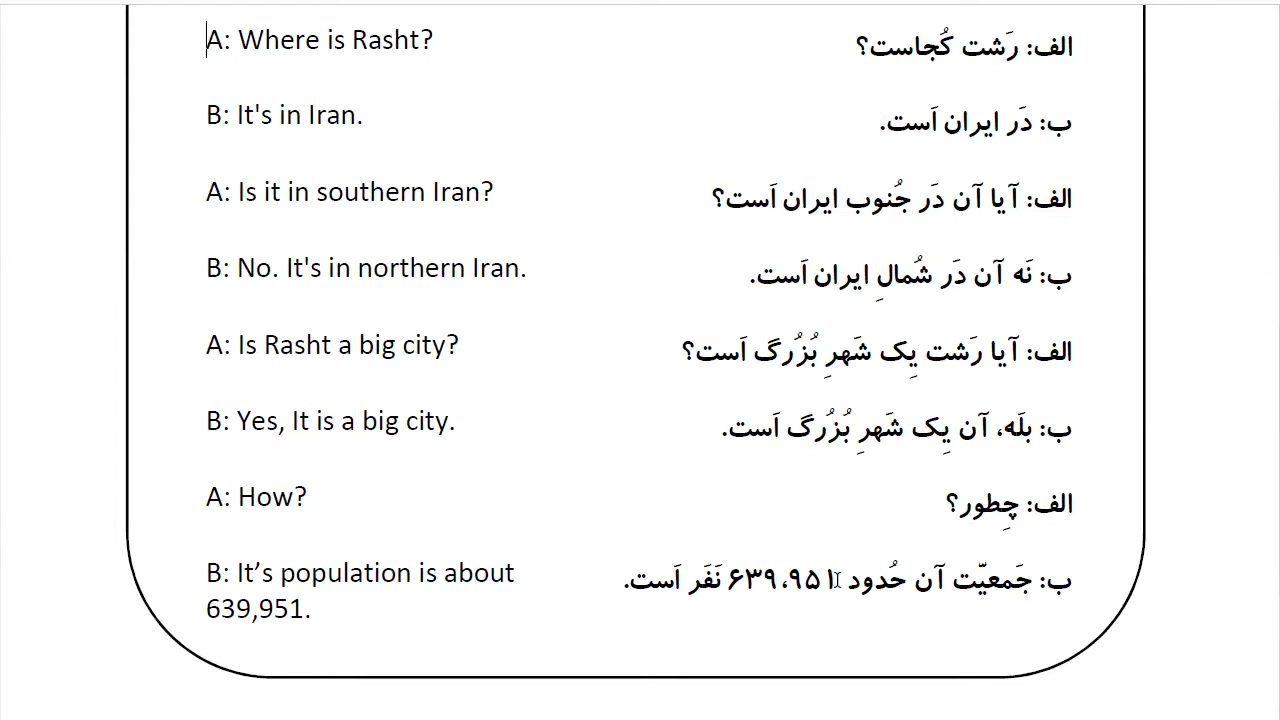 A: Where is Rasht?
الف: رَشت کُجاست؟
B: It's in Iran.
ب: دَر ایران اَست.
A: Is it in southern Iran?
الف: آیا آن دَر جُنوب ایران اَست؟
B: No. It's in northern Iran.
ب: نَه آن دَر شُمالِ ایران اَست.
A: Is Rasht a big city?
الف: آیا رَشت یِک شَهرِ بُزُرگ اَست؟
B: Yes, It is a big city.
ب: بلَه، آن یِک شَهرِ بُزُرگ اَست.
A: How?
الف: چِطور؟
B: It’s population is about
639,951.
ب: جَمعیّت آن حُدود ۶۳۹،۹۵۱ نَفَر اَست.